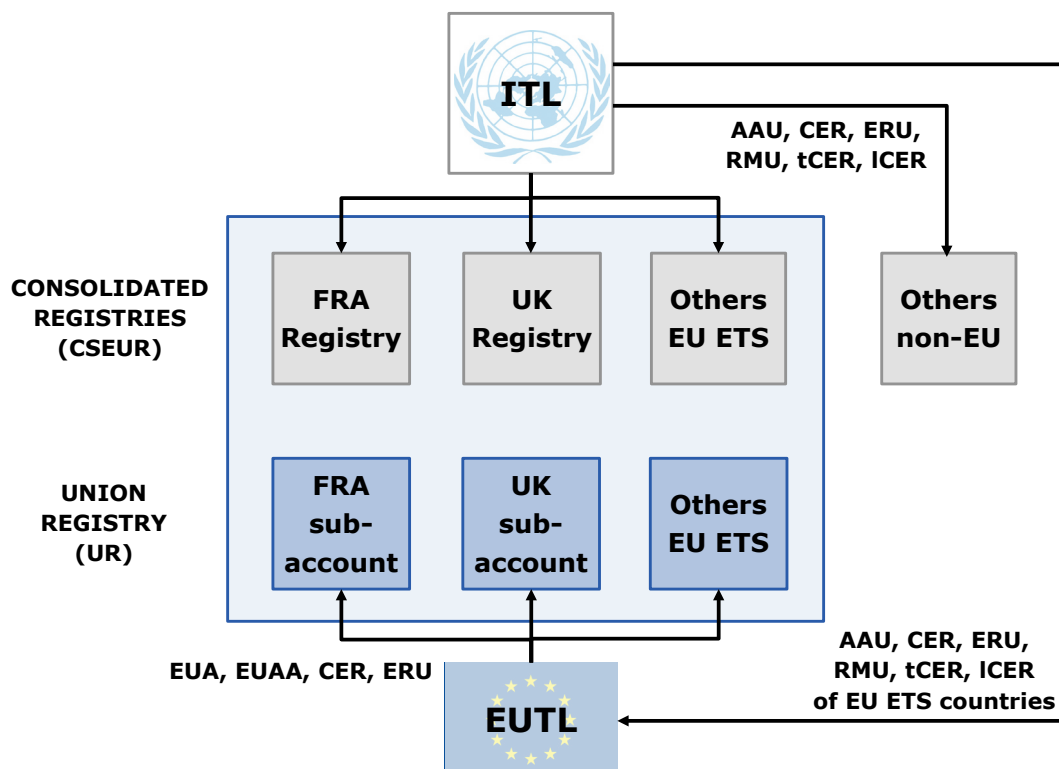 ITL
AAU, CER, ERU,
RMU, tCER, lCER
CONSOLIDATED
REGISTRIES
(CSEUR)
FRA
Registry
UK
Registry
Others
EU ETS
Others
non-EU
UNION
REGISTRY
(UR)
FRA
sub-
account
UK
sub-
account
Others
EU ETS
EUA, EUAA, CER, ERU
AAU, CER, ERU,
RMU, tCER, lCER
of EU ETS countries
EUTL